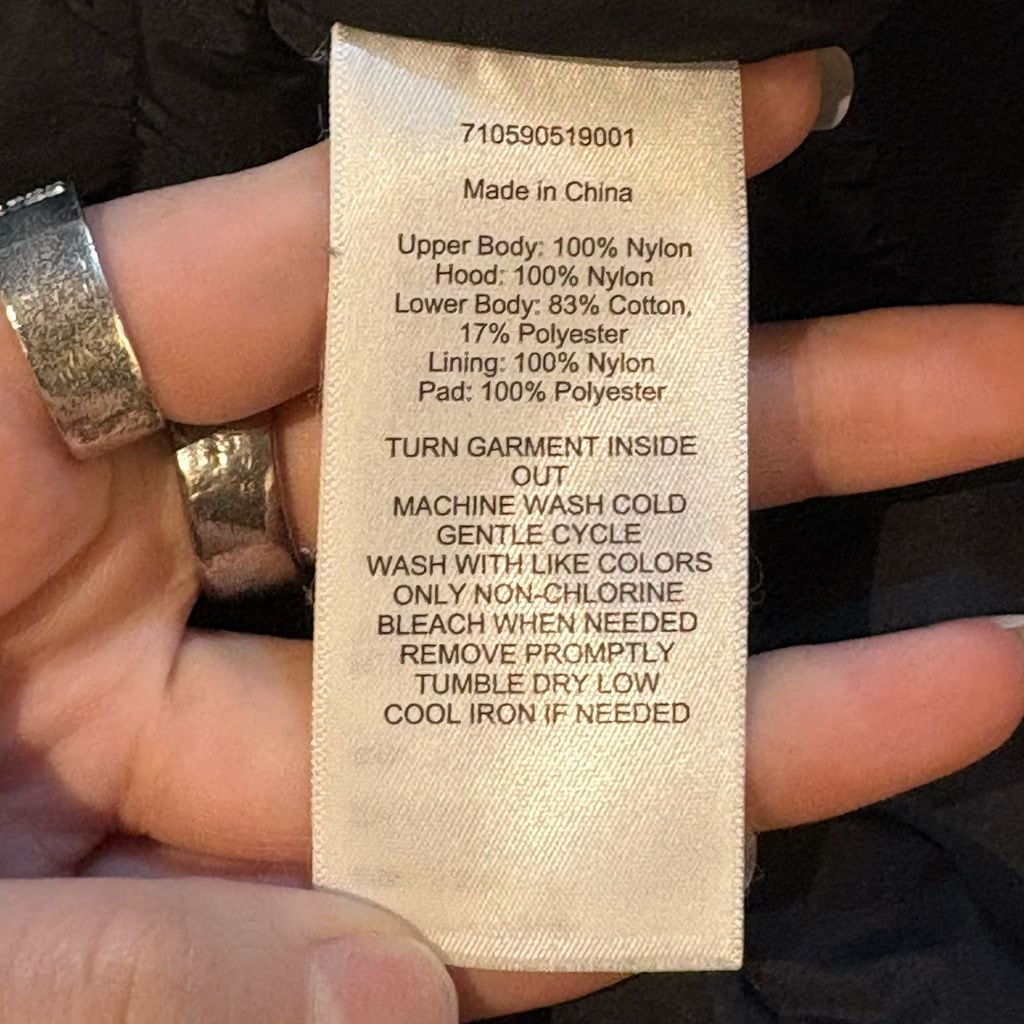 710590519001
Made in China
Upper Body: 100% Nylon
Hood: 100% Nylon
Lower Body: 83% Cotton,
17% Polyester
Lining: 100% Nylon
Pad: 100% Polyester
TURN GARMENT INSIDE
OUT
MACHINE WASH COLD
GENTLE CYCLE
WASH WITH LIKE COLORS
ONLY NON-CHLORINE
BLEACH WHEN NEEDED
REMOVE PROMPTLY
TUMBLE DRY LOW
COOL IRON IF NEEDED